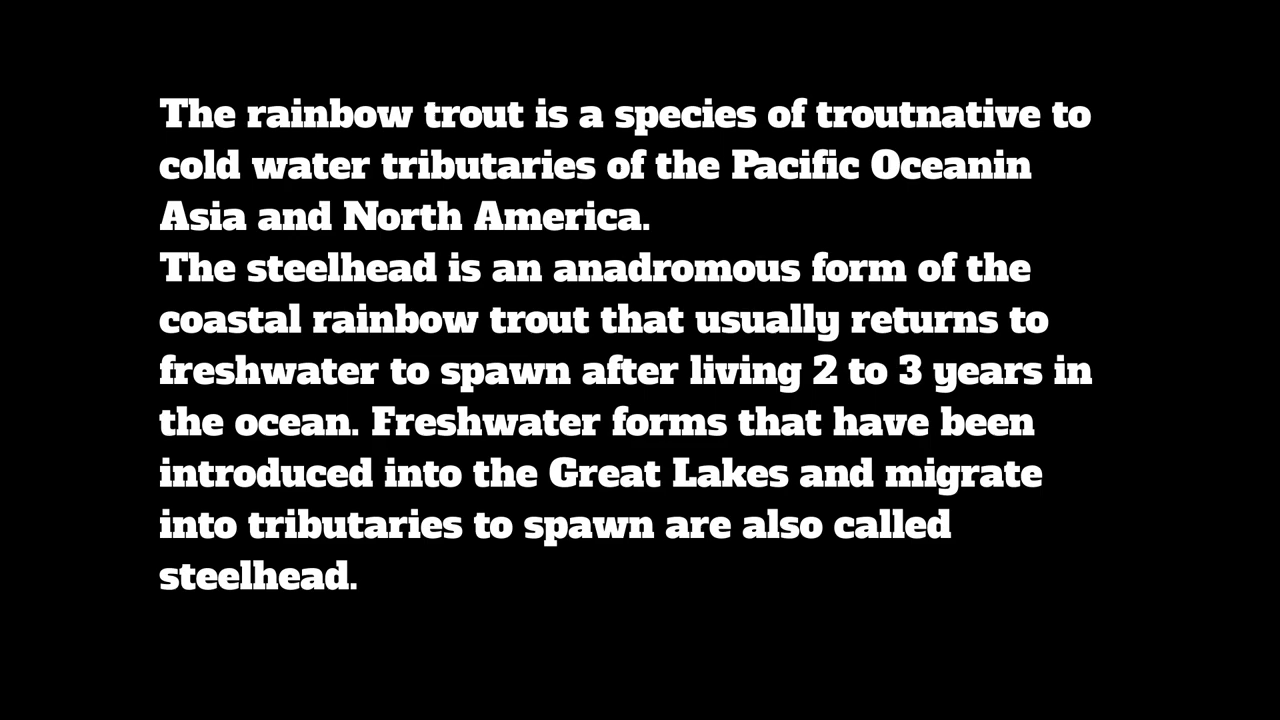 The rainbow trout is a species of troutnative to
cold water tributaries of the Pacific Oceanin
Asia and North America.
The steelhead is an anadromous form of the
coastal rainbow trout that usually returns to
freshwater to spawn after living 2 to 3 years in
the ocean. Freshwater forms that have been
introduced into the Great Lakes and migrate
into tributaries to spawn are also called
steelhead.